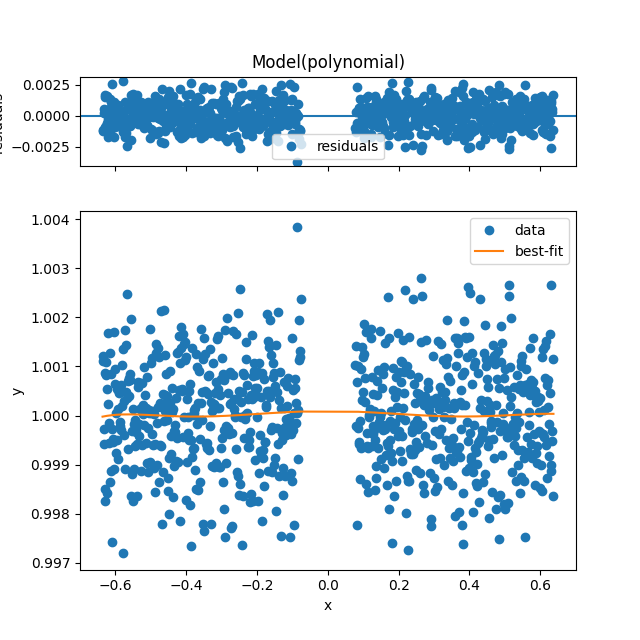 Model(polynomial)
0.0025
0.0000
−0.0025
residuals
residuals
1.004
1.003
1.002
1.001
1.000
0.999
0.998
0.997
y
data
best-fit
−0.6
−0.4
−0.2
0.0
0.2
0.4
0.6
x